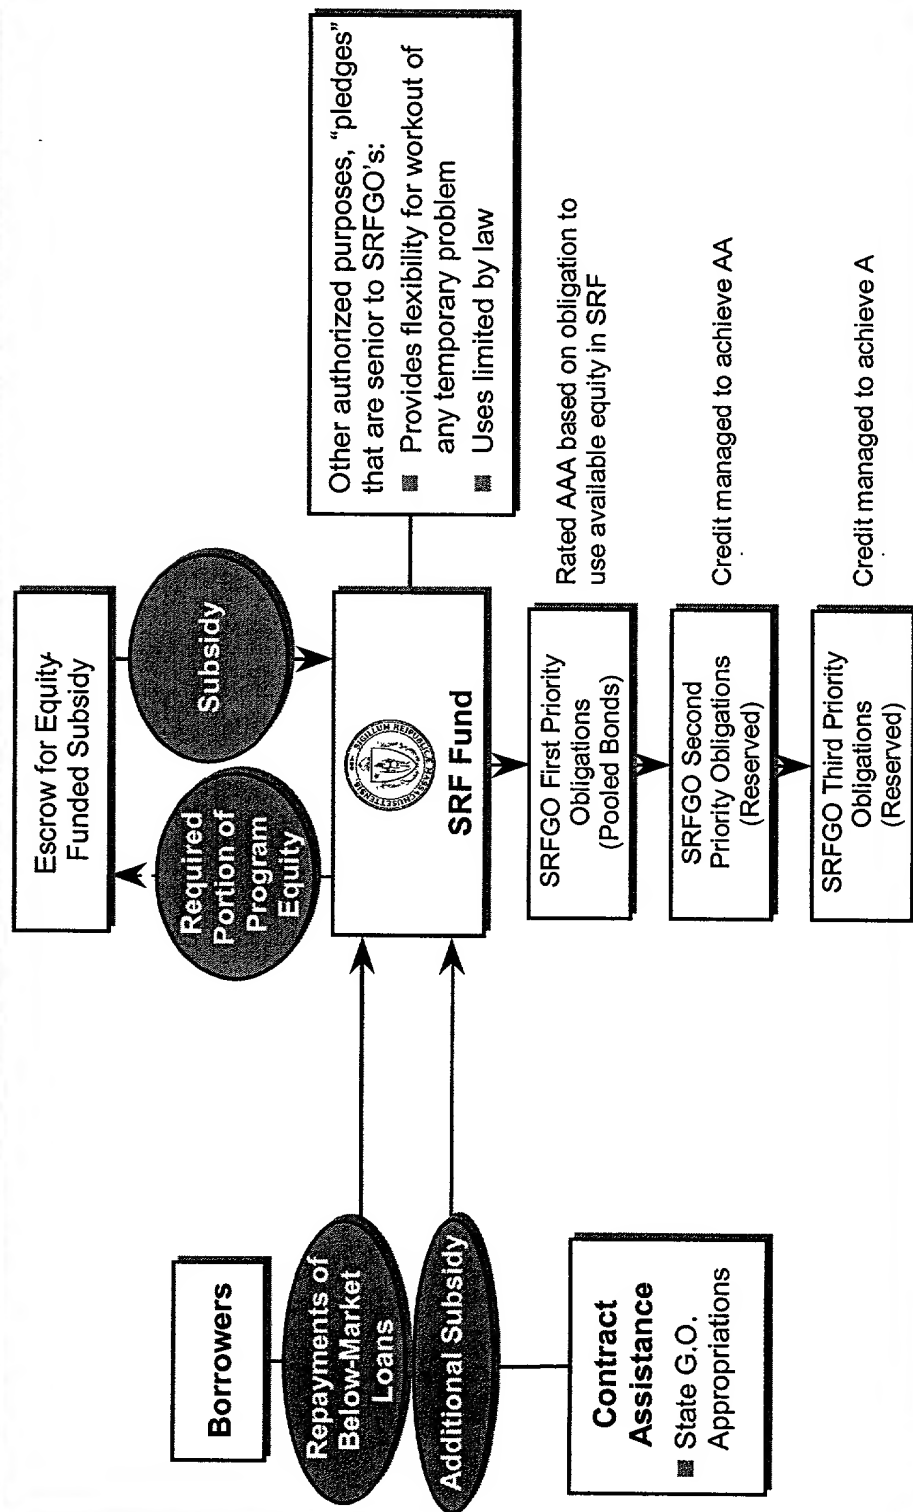 Escrow for Equity-
Funded Subsidy
Required
Portion of
Program
Equity
Subsidy
Borrowers
Repayments of
Below-Market
Loans
Additional Subsidy
Contract
Assistance
■ State G.O.
Appropriations
SRF Fund
Other authorized purposes, “pledges”
that are senior to SRFGO's:
■ Provides flexibility for workout of
any temporary problem
■ Uses limited by law
SRFGO First Priority
Obligations
(Pooled Bonds)
Rated AAA based on obligation to
use available equity in SRF
SRFGO Second
Priority Obligations
(Reserved)
Credit managed to achieve AA
SRFGO Third Priority
Obligations
(Reserved)
Credit managed to achieve A